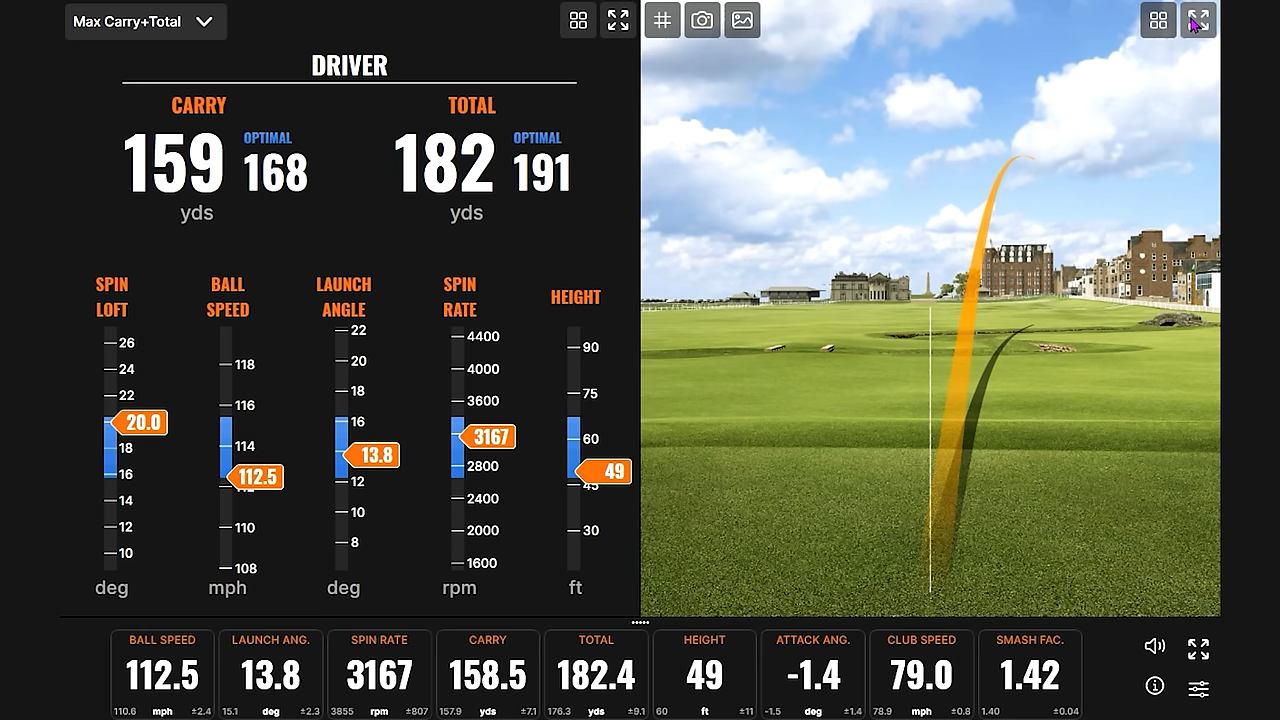 Max Carry+Total
DRIVER
CARRY TOTAL
159 OPTIMAL 168 182 OPTIMAL 191
yds yds
SPIN LOFT BALL SPEED LAUNCH ANGLE SPIN RATE HEIGHT
26
24
22
20.0
18
16
14
12
10
deg
118
116
114
112.5
110
108
mph
22
20
18
16
13.8
12
10
8
deg
4400
4000
3600
3167
2800
2400
2000
1600
rpm
90
75
60
49
45
30
ft
BALL SPEED
112.5
110.6 mph ±2.4
LAUNCH ANG.
13.8
15.1 deg ±2.3
SPIN RATE
3167
3855 rpm ±807
CARRY
158.5
157.9 yds ±7.1
TOTAL
182.4
176.3 yds ±9.1
HEIGHT
49
60 ft ±11
ATTACK ANG.
-1.4
-1.5 deg ±1.4
CLUB SPEED
79.0
78.9 mph ±0.8
SMASH FAC.
1.42
1.40 ±0.04